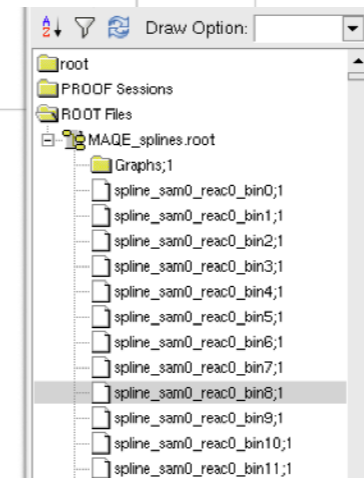 Draw Option:
root
PROOF Sessions
ROOT Files
MAQE_splines.root
Graphs;1
spline_sam0_reac0_bin0;1
spline_sam0_reac0_bin1;1
spline_sam0_reac0_bin2;1
spline_sam0_reac0_bin3;1
spline_sam0_reac0_bin4;1
spline_sam0_reac0_bin5;1
spline_sam0_reac0_bin6;1
spline_sam0_reac0_bin7;1
spline_sam0_reac0_bin8;1
spline_sam0_reac0_bin9;1
spline_sam0_reac0_bin10;1
spline_sam0_reac0_bin11;1